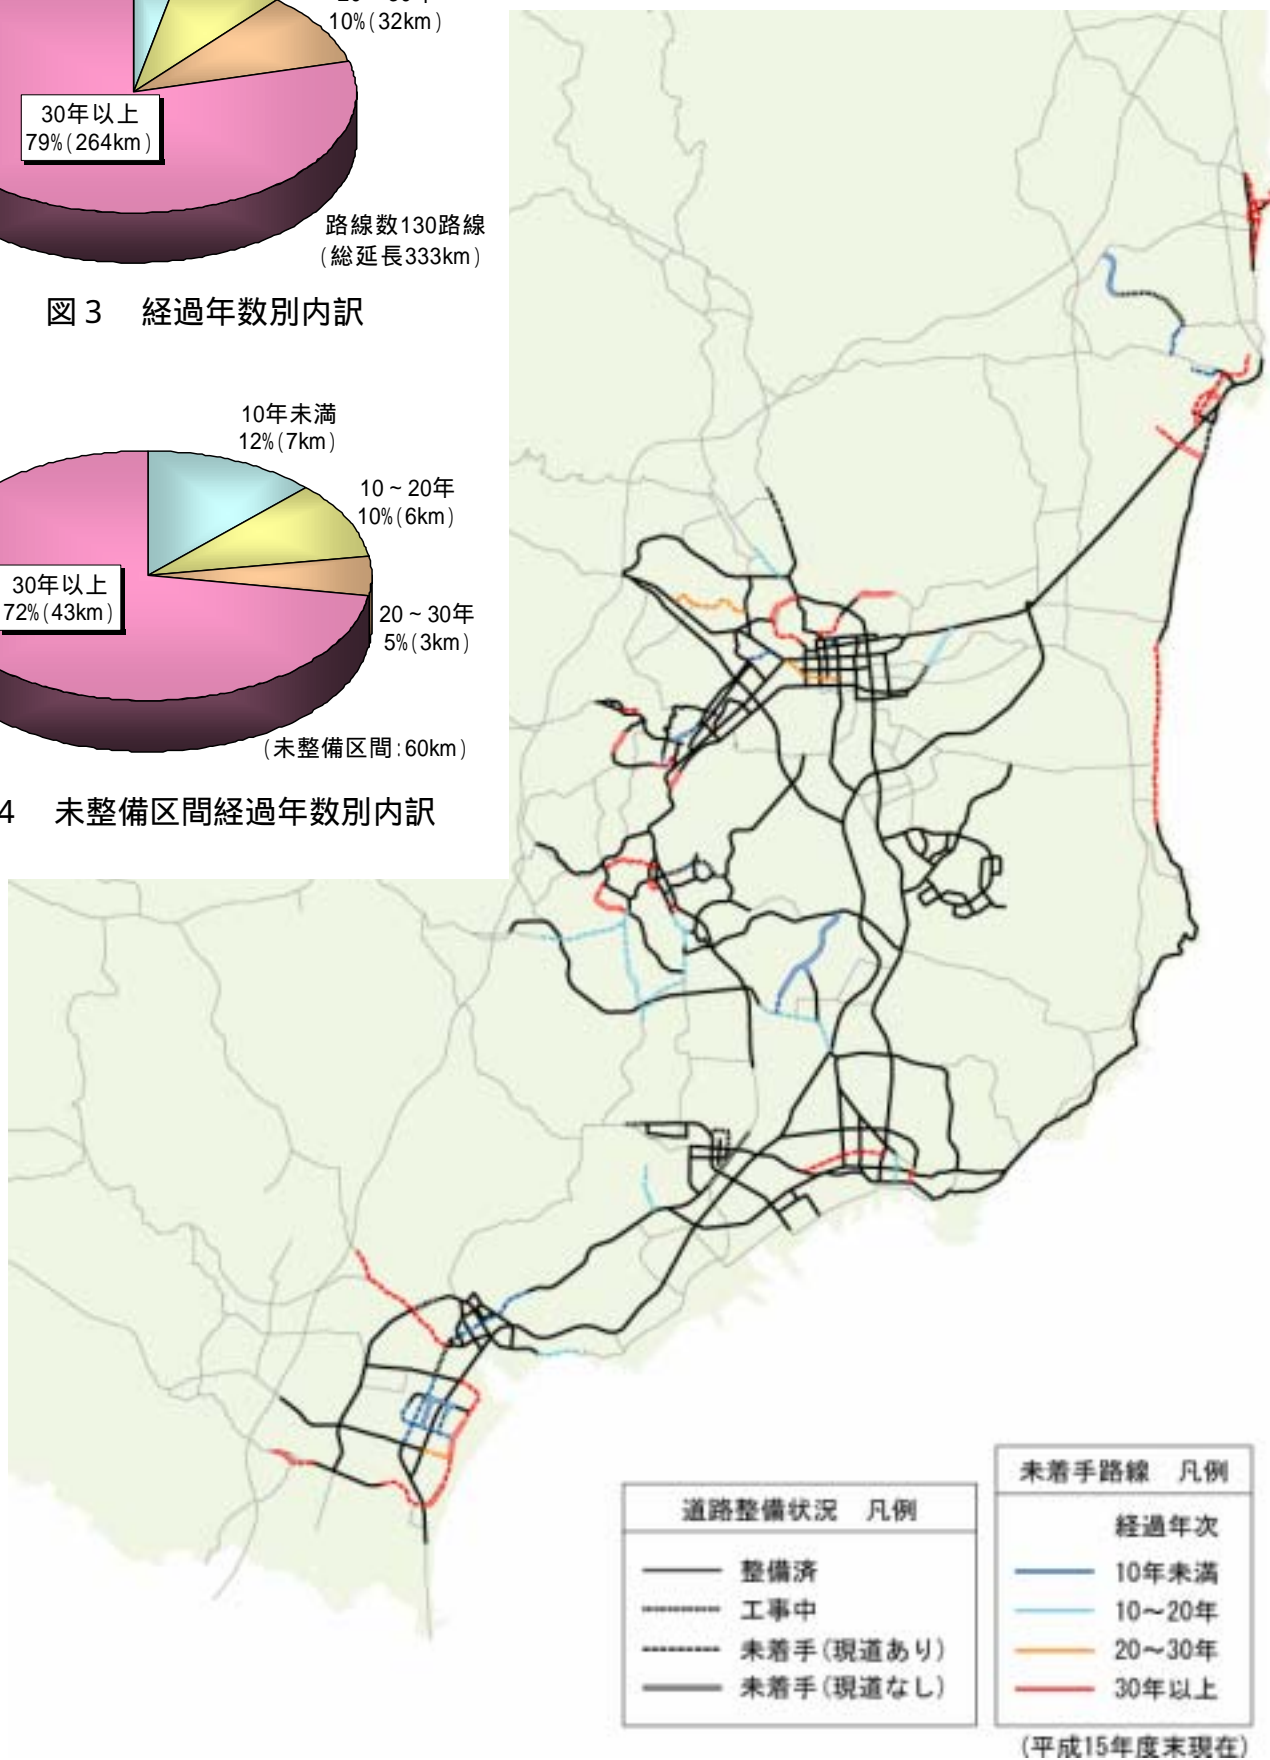 10%(32km)
30年以上
79%(264km)
路線数130路線
(総延長333km)
図3 経過年数別内訳
10年未満
12%(7km)
10~20年
10%(6km)
30年以上
72%(43km)
20~30年
5%(3km)
(未整備区間:60km)
4 未整備区間経過年数別内訳
道路整備状況 凡例
整備済
工事中
未着手(現道あり)
未着手(現道なし)
未着手路線 凡例
経過年次
10年未満
10~20年
20~30年
30年以上
(平成15年度末現在)